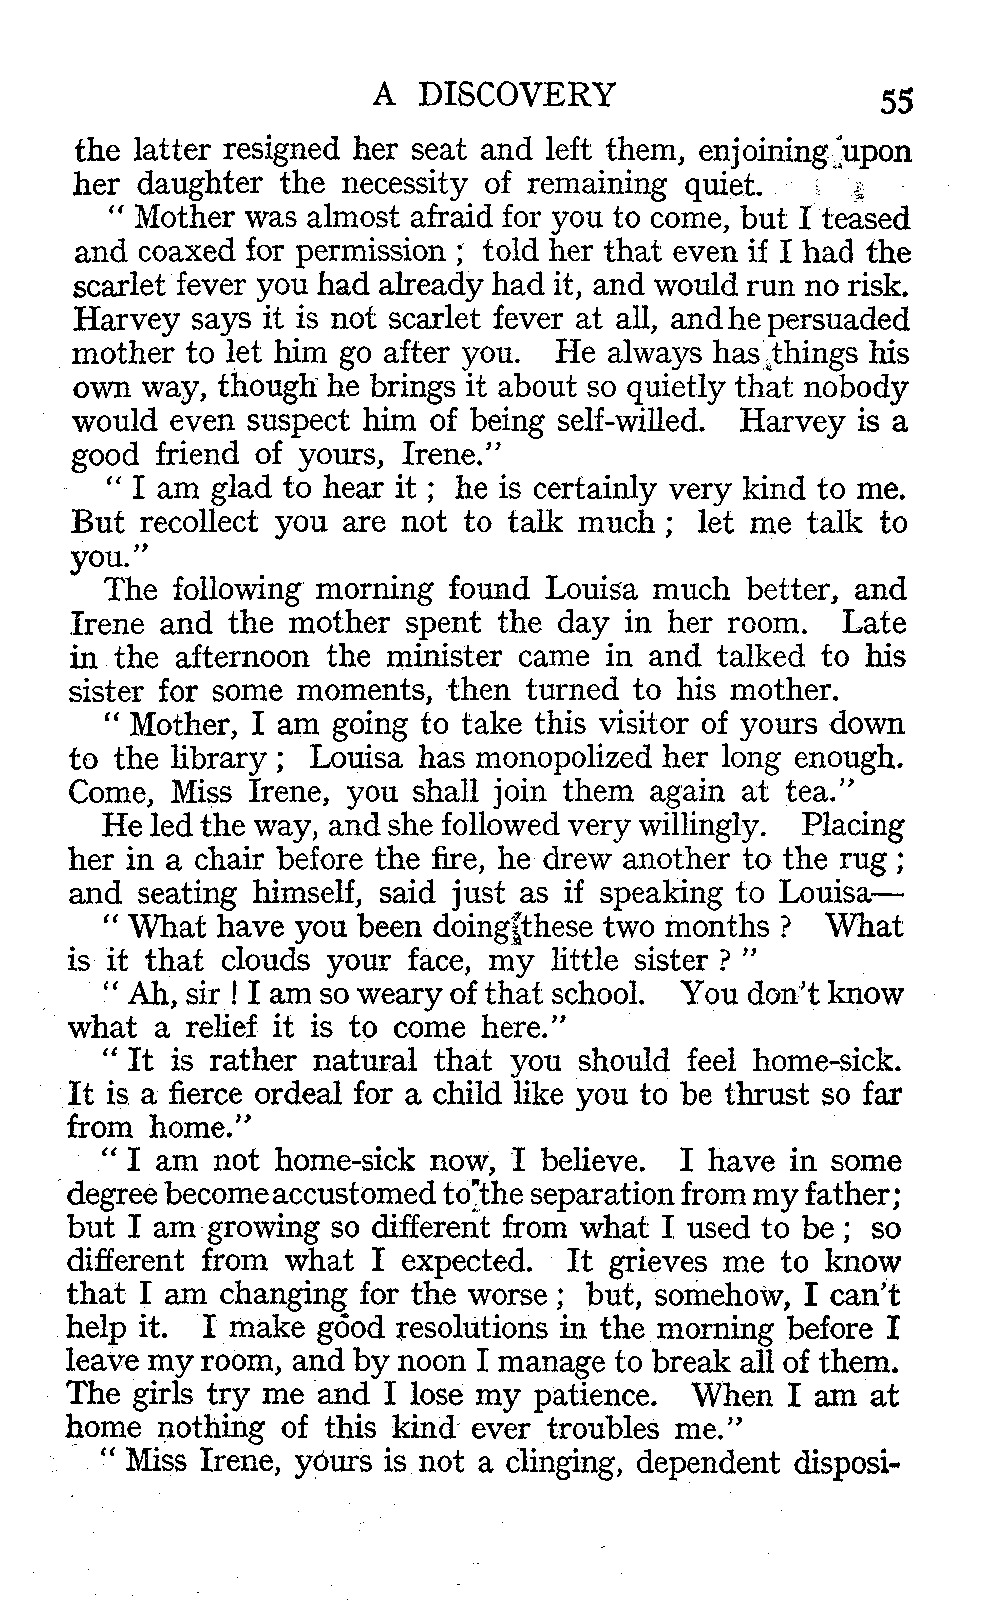 A DISCOVERY 55
the latter resigned her seat and left them, enjoining upon
her daughter the necessity of remaining quiet.
“ Mother was almost afraid for you to come, but I teased
and coaxed for permission ; told her that even if I had the
scarlet fever you had already had it, and would run no risk.
Harvey says it is not scarlet fever at all, and he persuaded
mother to let him go after you. He always has things his
own way, though he brings it about so quietly that nobody
would even suspect him of being self-willed. Harvey is a
good friend of yours, Irene.”
“ I am glad to hear it ; he is certainly very kind to me.
But recollect you are not to talk much ; let me talk to
you.”
The following morning found Louisa much better, and
Irene and the mother spent the day in her room. Late
in the afternoon the minister came in and talked to his
sister for some moments, then turned to his mother.
“ Mother, I am going to take this visitor of yours down
to the library ; Louisa has monopolized her long enough.
Come, Miss Irene, you shall join them again at tea.”
He led the way, and she followed very willingly. Placing
her in a chair before the fire, he drew another to the rug ;
and seating himself, said just as if speaking to Louisa—
“ What have you been doing these two months ? What
is it that clouds your face, my little sister ? ”
“ Ah, sir ! I am so weary of that school. You don’t know
what a relief it is to come here.”
“ It is rather natural that you should feel home-sick.
It is a fierce ordeal for a child like you to be thrust so far
from home.”
“ I am not home-sick now, I believe. I have in some
degree become accustomed to the separation from my father;
but I am growing so different from what I used to be ; so
different from what I expected. It grieves me to know
that I am changing for the worse ; but, somehow, I can’t
help it. I make good resolutions in the morning before I
leave my room, and by noon I manage to break all of them.
The girls try me and I lose my patience. When I am at
home nothing of this kind ever troubles me.”
“ Miss Irene, yours is not a clinging, dependent disposi-